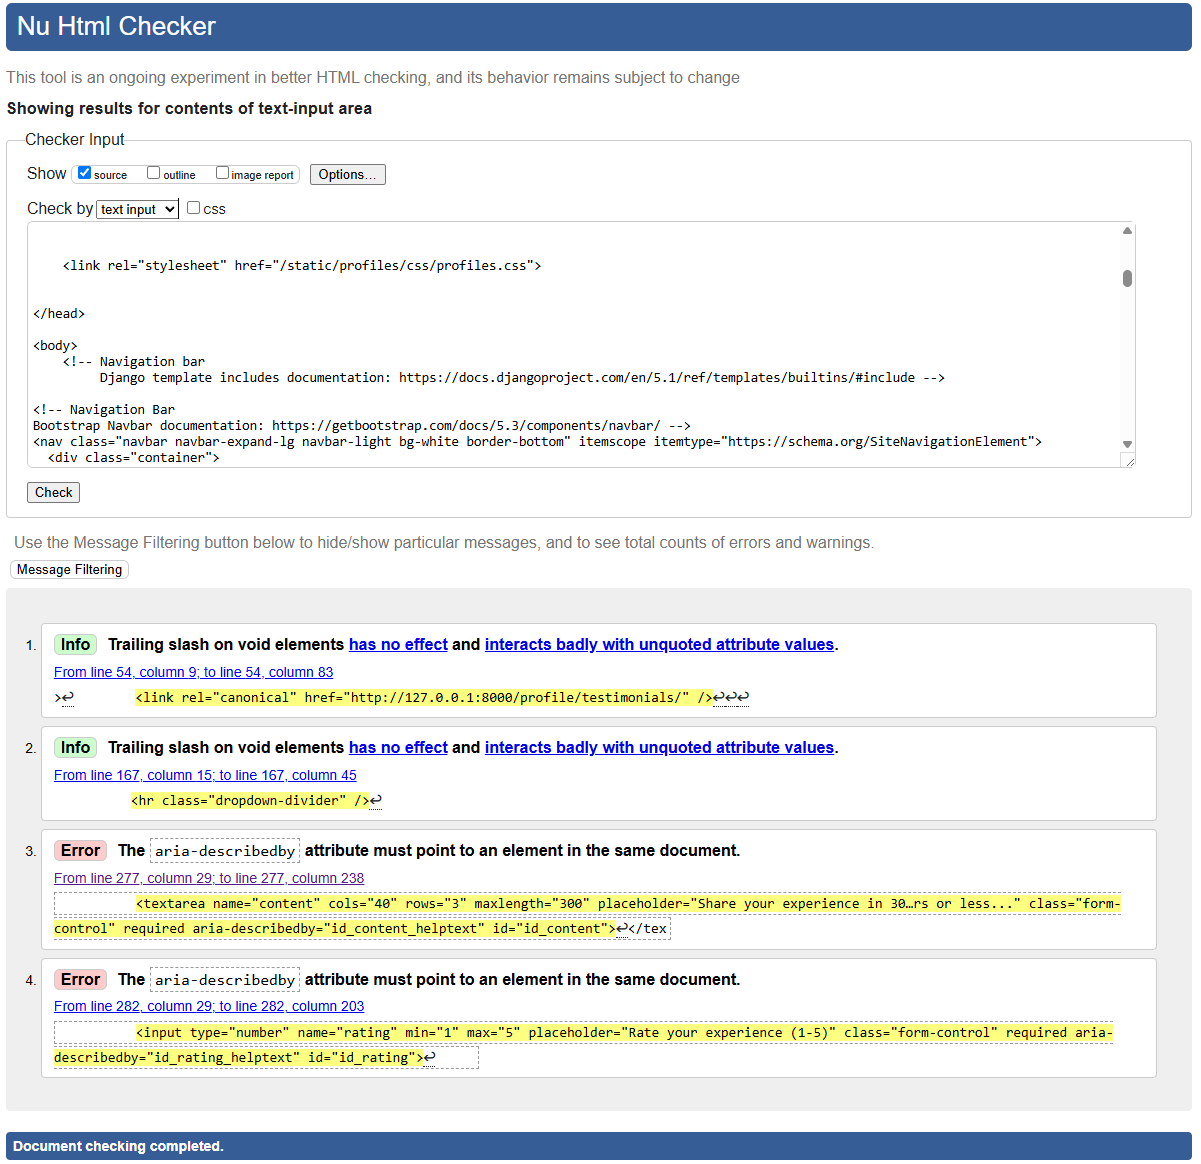 Nu Html Checker
This tool is an ongoing experiment in better HTML checking, and its behavior remains subject to change
Showing results for contents of text-input area
Checker Input
Show source outline image report Options...
Check by text input css
<link rel="stylesheet" href="/static/profiles/css/profiles.css">
</head>
<body>
<!-- Navigation bar
Django template includes documentation: https://docs.djangoproject.com/en/5.1/ref/templates/builtins/#include -->
<!-- Navigation Bar
Bootstrap Navbar documentation: https://getbootstrap.com/docs/5.3/components/navbar/ -->
<nav class="navbar navbar-expand-lg navbar-light bg-white border-bottom" itemscope itemtype="https://schema.org/SiteNavigationElement">
<div class="container">
Check
Use the Message Filtering button below to hide/show particular messages, and to see total counts of errors and warnings.
Message Filtering
1. Info Trailing slash on void elements has no effect and interacts badly with unquoted attribute values.
From line 54, column 9; to line 54, column 83
>↩ <link rel="canonical" href="http://127.0.0.1:8000/profile/testimonials/" />↩↩↩
2. Info Trailing slash on void elements has no effect and interacts badly with unquoted attribute values.
From line 167, column 15; to line 167, column 45
<hr class="dropdown-divider" />↩
3. Error The aria-describedby attribute must point to an element in the same document.
From line 277, column 29; to line 277, column 238
<textarea name="content" cols="40" rows="3" maxlength="300" placeholder="Share your experience in 30…rs or less..." class="form-
control" required aria-describedby="id_content_helptext" id="id_content">↩</tex
4. Error The aria-describedby attribute must point to an element in the same document.
From line 282, column 29; to line 282, column 203
<input type="number" name="rating" min="1" max="5" placeholder="Rate your experience (1-5)" class="form-control" required aria-
describedby="id_rating_helptext" id="id_rating">↩
Document checking completed.